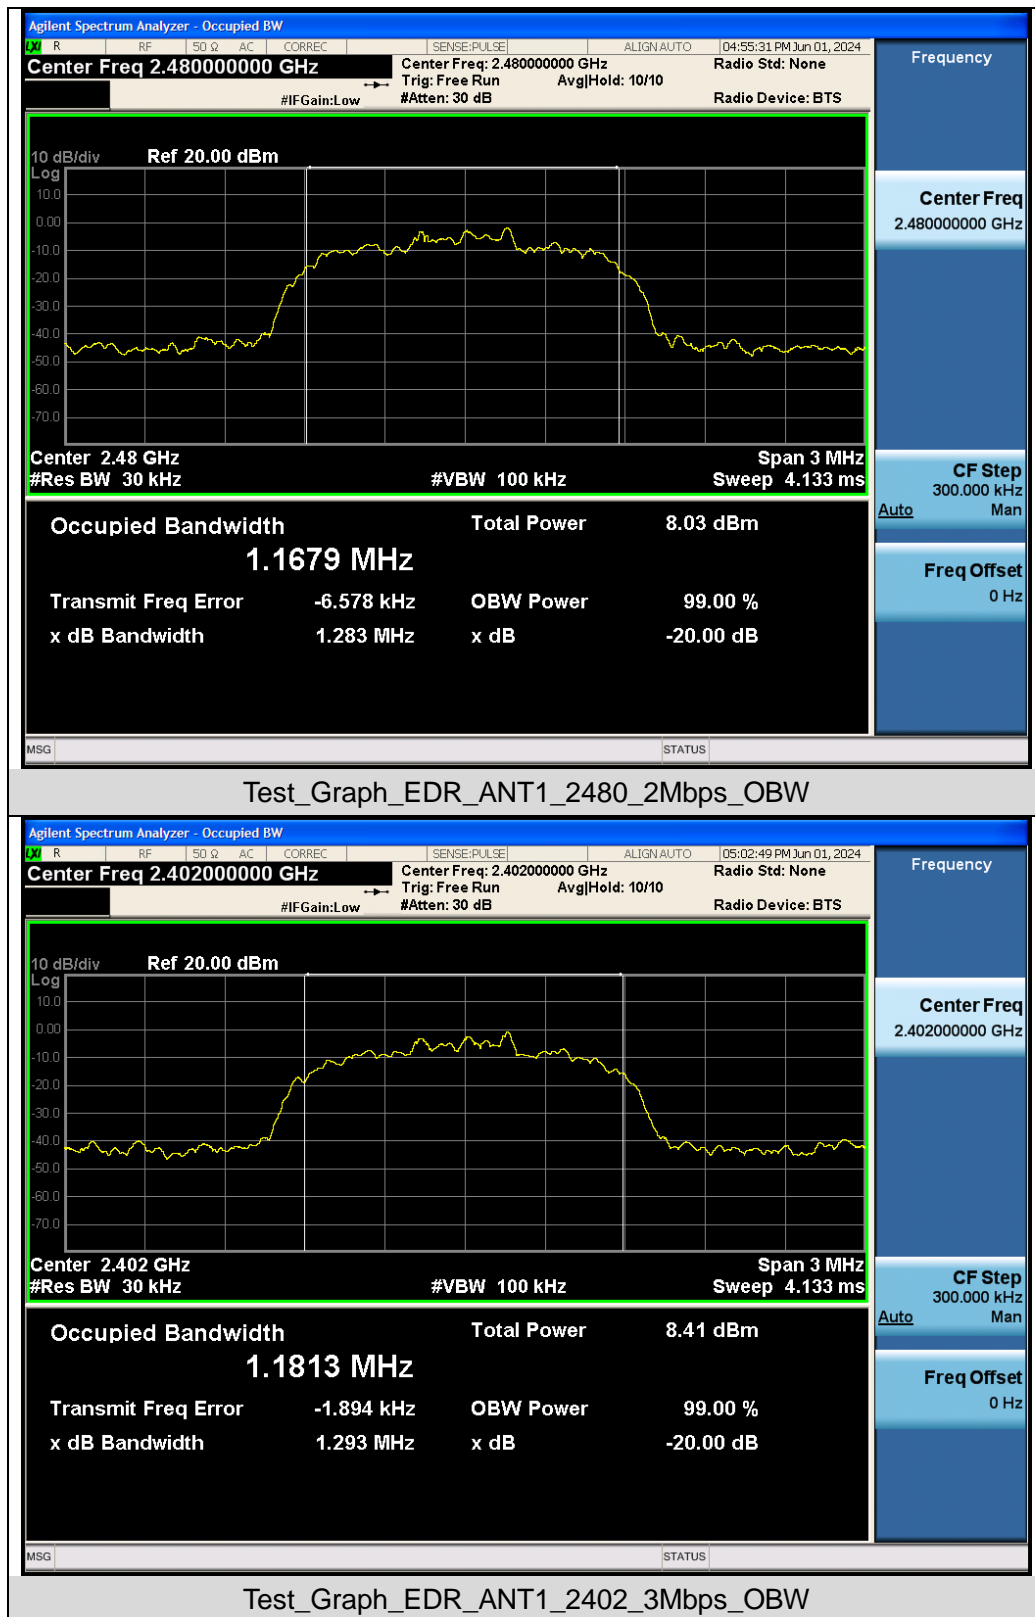 Agilent Spectrum Analyzer - Occupied BW
LXI R RF 50 Ω AC CORREC SENSE:PULSE ALIGN AUTO 04:55:31 PM Jun 01, 2024
Center Freq 2.480000000 GHz
Center Freq: 2.480000000 GHz
Radio Std: None
Trig: Free Run Avg|Hold: 10/10
#IFGain:Low
#Atten: 30 dB
Radio Device: BTS
Frequency
10 dB/div Ref 20.00 dBm
Log
10.0
0.00
-10.0
-20.0
-30.0
-40.0
-50.0
-60.0
-70.0
Center Freq
2.480000000 GHz
Center 2.48 GHz Span 3 MHz
#Res BW 30 kHz #VBW 100 kHz Sweep 4.133 ms
CF Step
300.000 kHz
Auto Man
Freq Offset
0 Hz
Occupied Bandwidth Total Power 8.03 dBm
1.1679 MHz
Transmit Freq Error -6.578 kHz OBW Power 99.00 %
x dB Bandwidth 1.283 MHz x dB -20.00 dB
MSG STATUS
Test_Graph_EDR_ANT1_2480_2Mbps_OBW
Agilent Spectrum Analyzer - Occupied BW
LXI R RF 50 Ω AC CORREC SENSE:PULSE ALIGN AUTO 05:02:49 PM Jun 01, 2024
Center Freq 2.402000000 GHz
Center Freq: 2.402000000 GHz
Radio Std: None
Trig: Free Run Avg|Hold: 10/10
#IFGain:Low
#Atten: 30 dB
Radio Device: BTS
Frequency
10 dB/div Ref 20.00 dBm
Log
10.0
0.00
-10.0
-20.0
-30.0
-40.0
-50.0
-60.0
-70.0
Center Freq
2.402000000 GHz
Center 2.402 GHz Span 3 MHz
#Res BW 30 kHz #VBW 100 kHz Sweep 4.133 ms
CF Step
300.000 kHz
Auto Man
Freq Offset
0 Hz
Occupied Bandwidth Total Power 8.41 dBm
1.1813 MHz
Transmit Freq Error -1.894 kHz OBW Power 99.00 %
x dB Bandwidth 1.293 MHz x dB -20.00 dB
MSG STATUS
Test_Graph_EDR_ANT1_2402_3Mbps_OBW